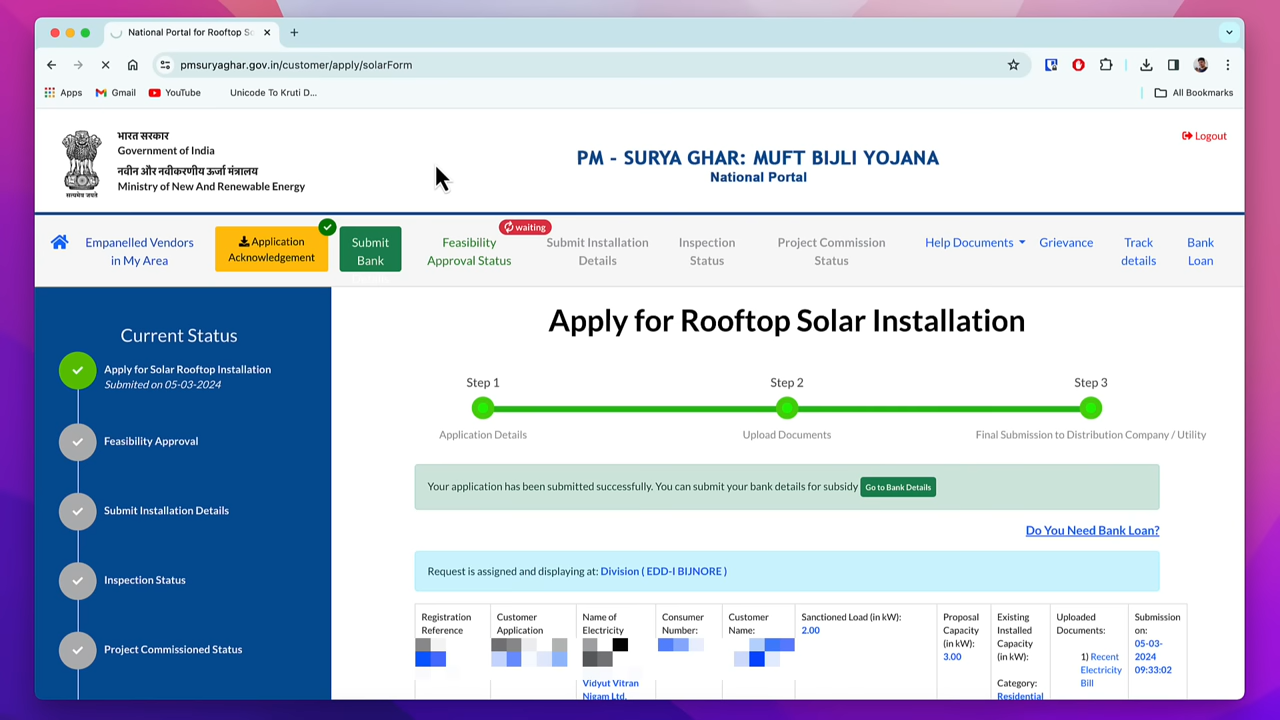 National Portal for Rooftop S
pmsuryaghar.gov.in/customer/apply/solarForm
Apps
Gmail
YouTube
Unicode To Kruti D...
All Bookmarks
भारत सरकार
Government of India
नवीन और नवीकरणीय ऊर्जा मंत्रालय
Ministry of New And Renewable Energy
सत्यमेव जयते
PM - SURYA GHAR: MUFT BIJLI YOJANA
National Portal
Logout
Empanelled Vendors
in My Area
Application
Acknowledgement
Submit
Bank
waiting
Feasibility
Approval Status
Submit Installation
Details
Inspection
Status
Project Commission
Status
Help Documents
Grievance
Track
details
Bank
Loan
Current Status
Apply for Solar Rooftop Installation
Submited on 05-03-2024
Feasibility Approval
Submit Installation Details
Inspection Status
Project Commissioned Status
Apply for Rooftop Solar Installation
Step 1
Step 2
Step 3
Application Details
Upload Documents
Final Submission to Distribution Company / Utility
Your application has been submitted successfully. You can submit your bank details for subsidy Go to Bank Details
Do You Need Bank Loan?
Request is assigned and displaying at: Division ( EDD-I BIJNORE )
Registration
Reference
Customer
Application
Name of
Electricity
Vidyut Vitran
Nigam Ltd.
Consumer
Number:
Customer
Name:
Sanctioned Load (in kW):
2.00
Proposal
Capacity
(in kW):
3.00
Existing
Installed
Capacity
(in kW):
Category:
Residential
Uploaded
Documents:
1) Recent
Electricity
Bill
Submission
on:
05-03-
2024
09:33:02